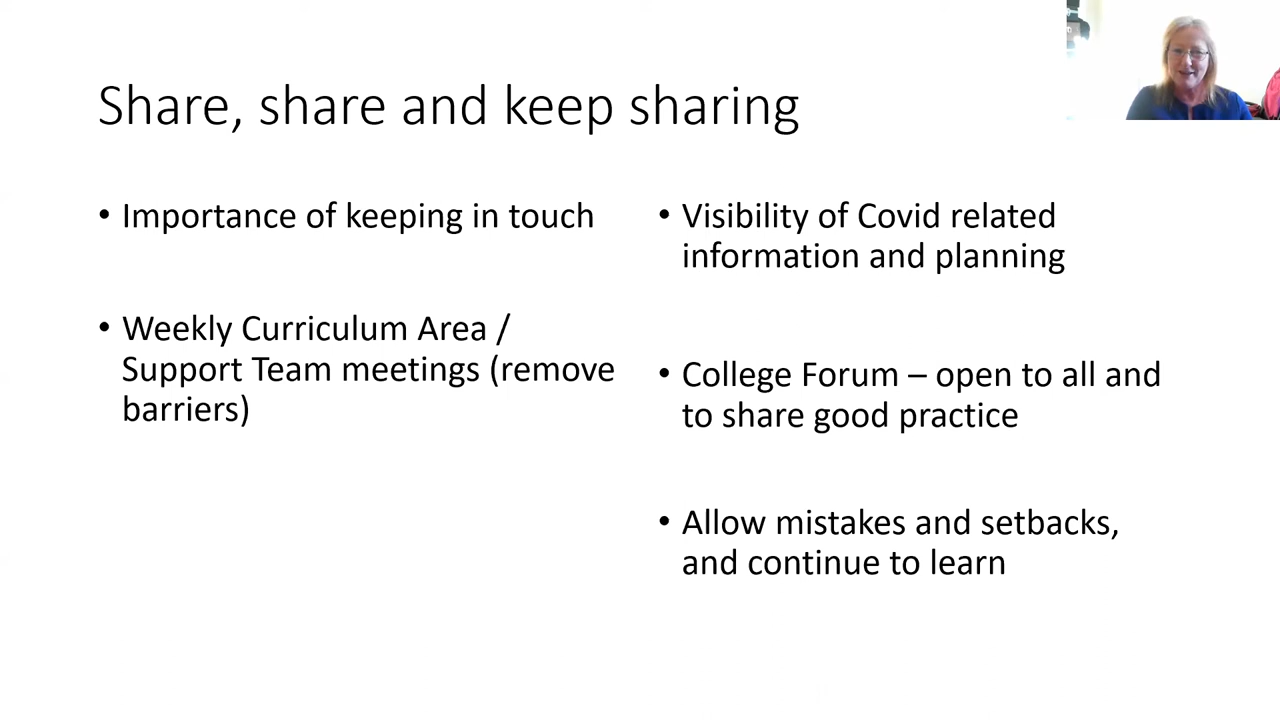 Share, share and keep sharing
• Importance of keeping in touch
• Weekly Curriculum Area /
Support Team meetings (remove
barriers)
• Visibility of Covid related
information and planning
• College Forum – open to all and
to share good practice
• Allow mistakes and setbacks,
and continue to learn